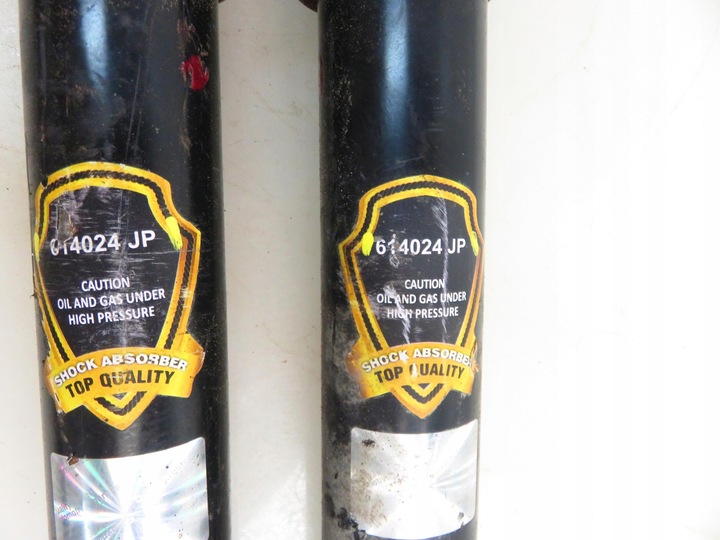 614024 JP
CAUTION
OIL AND GAS UNDER
HIGH PRESSURE
SHOCK ABSORBER
TOP QUALITY
614024 JP
CAUTION
OIL AND GAS UNDER
HIGH PRESSURE
SHOCK ABSORBER
TOP QUALITY